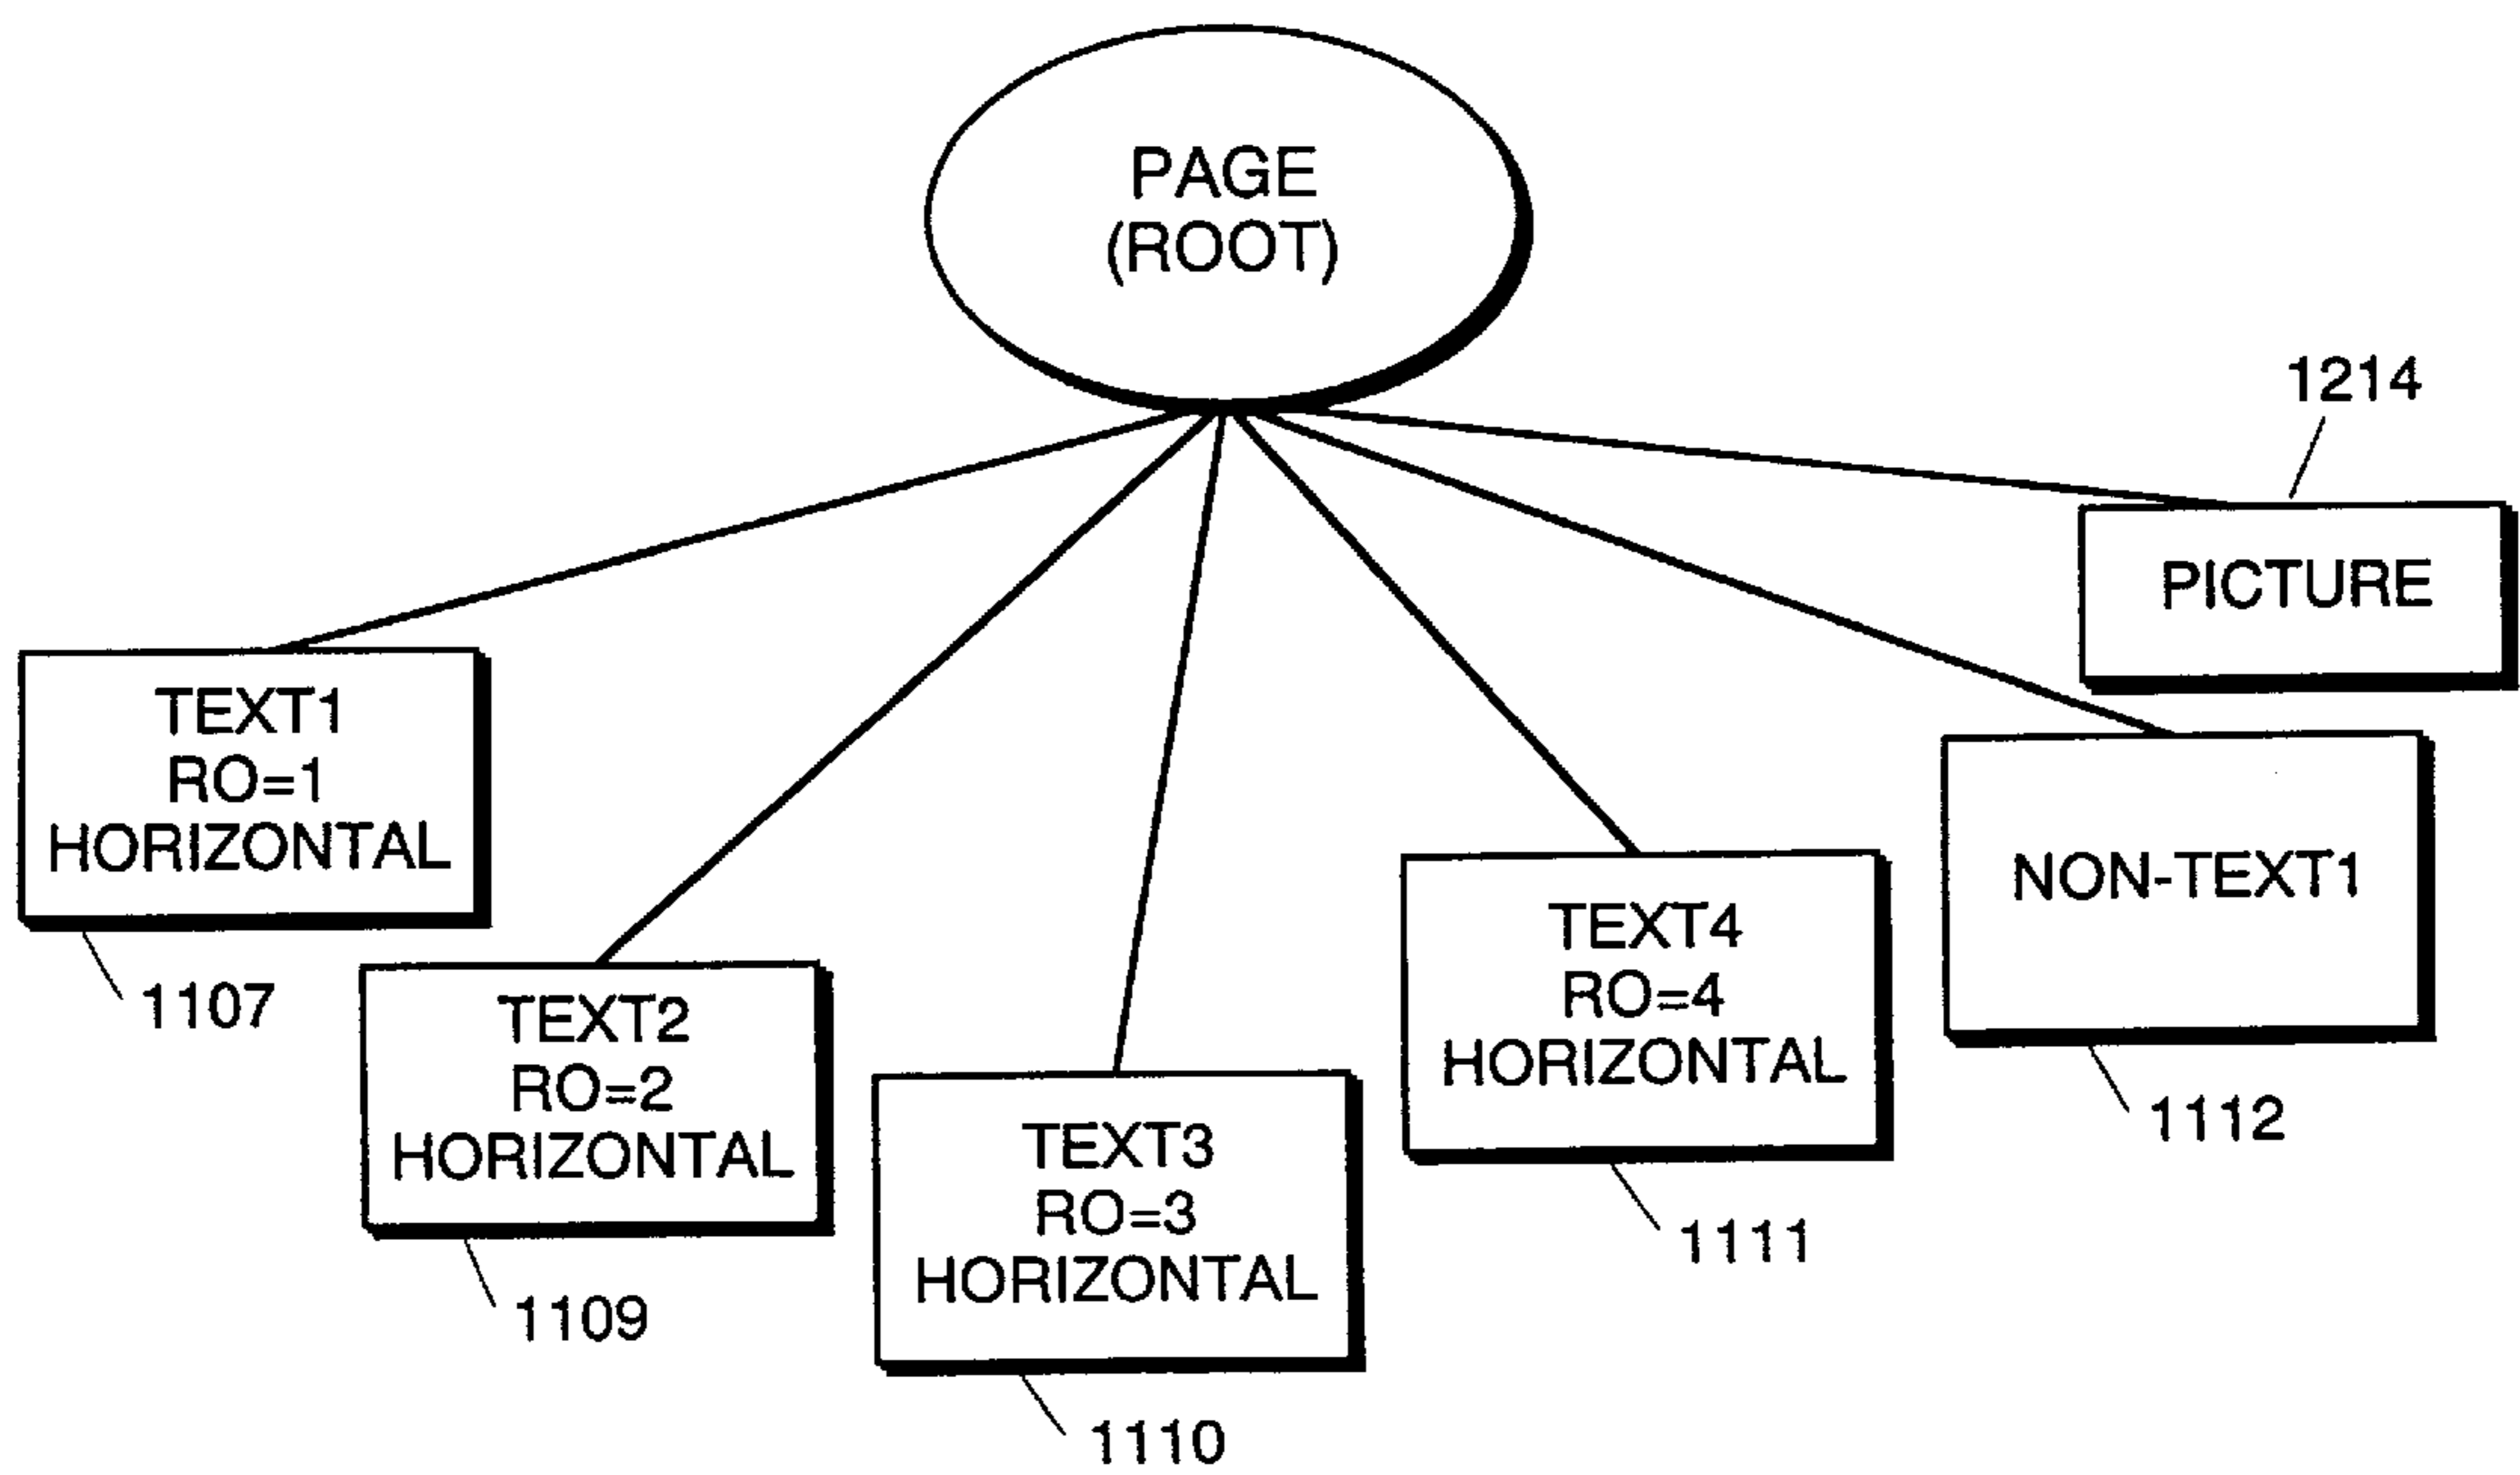 PAGE
(ROOT)
1214
PICTURE
TEXT1
RO=1
HORIZONTAL
1107
TEXT2
RO=2
HORIZONTAL
1109
TEXT3
RO=3
HORIZONTAL
1110
TEXT4
RO=4
HORIZONTAL
1111
NON-TEXT1
1112